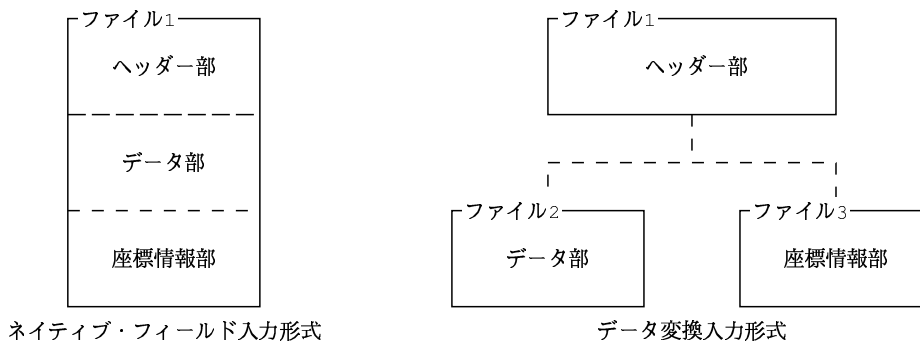 ファイル1
ヘッダー部
データ部
座標情報部
ネイティブ・フィールド入力形式
ファイル1
ヘッダー部
ファイル2
データ部
ファイル3
座標情報部
データ変換入力形式